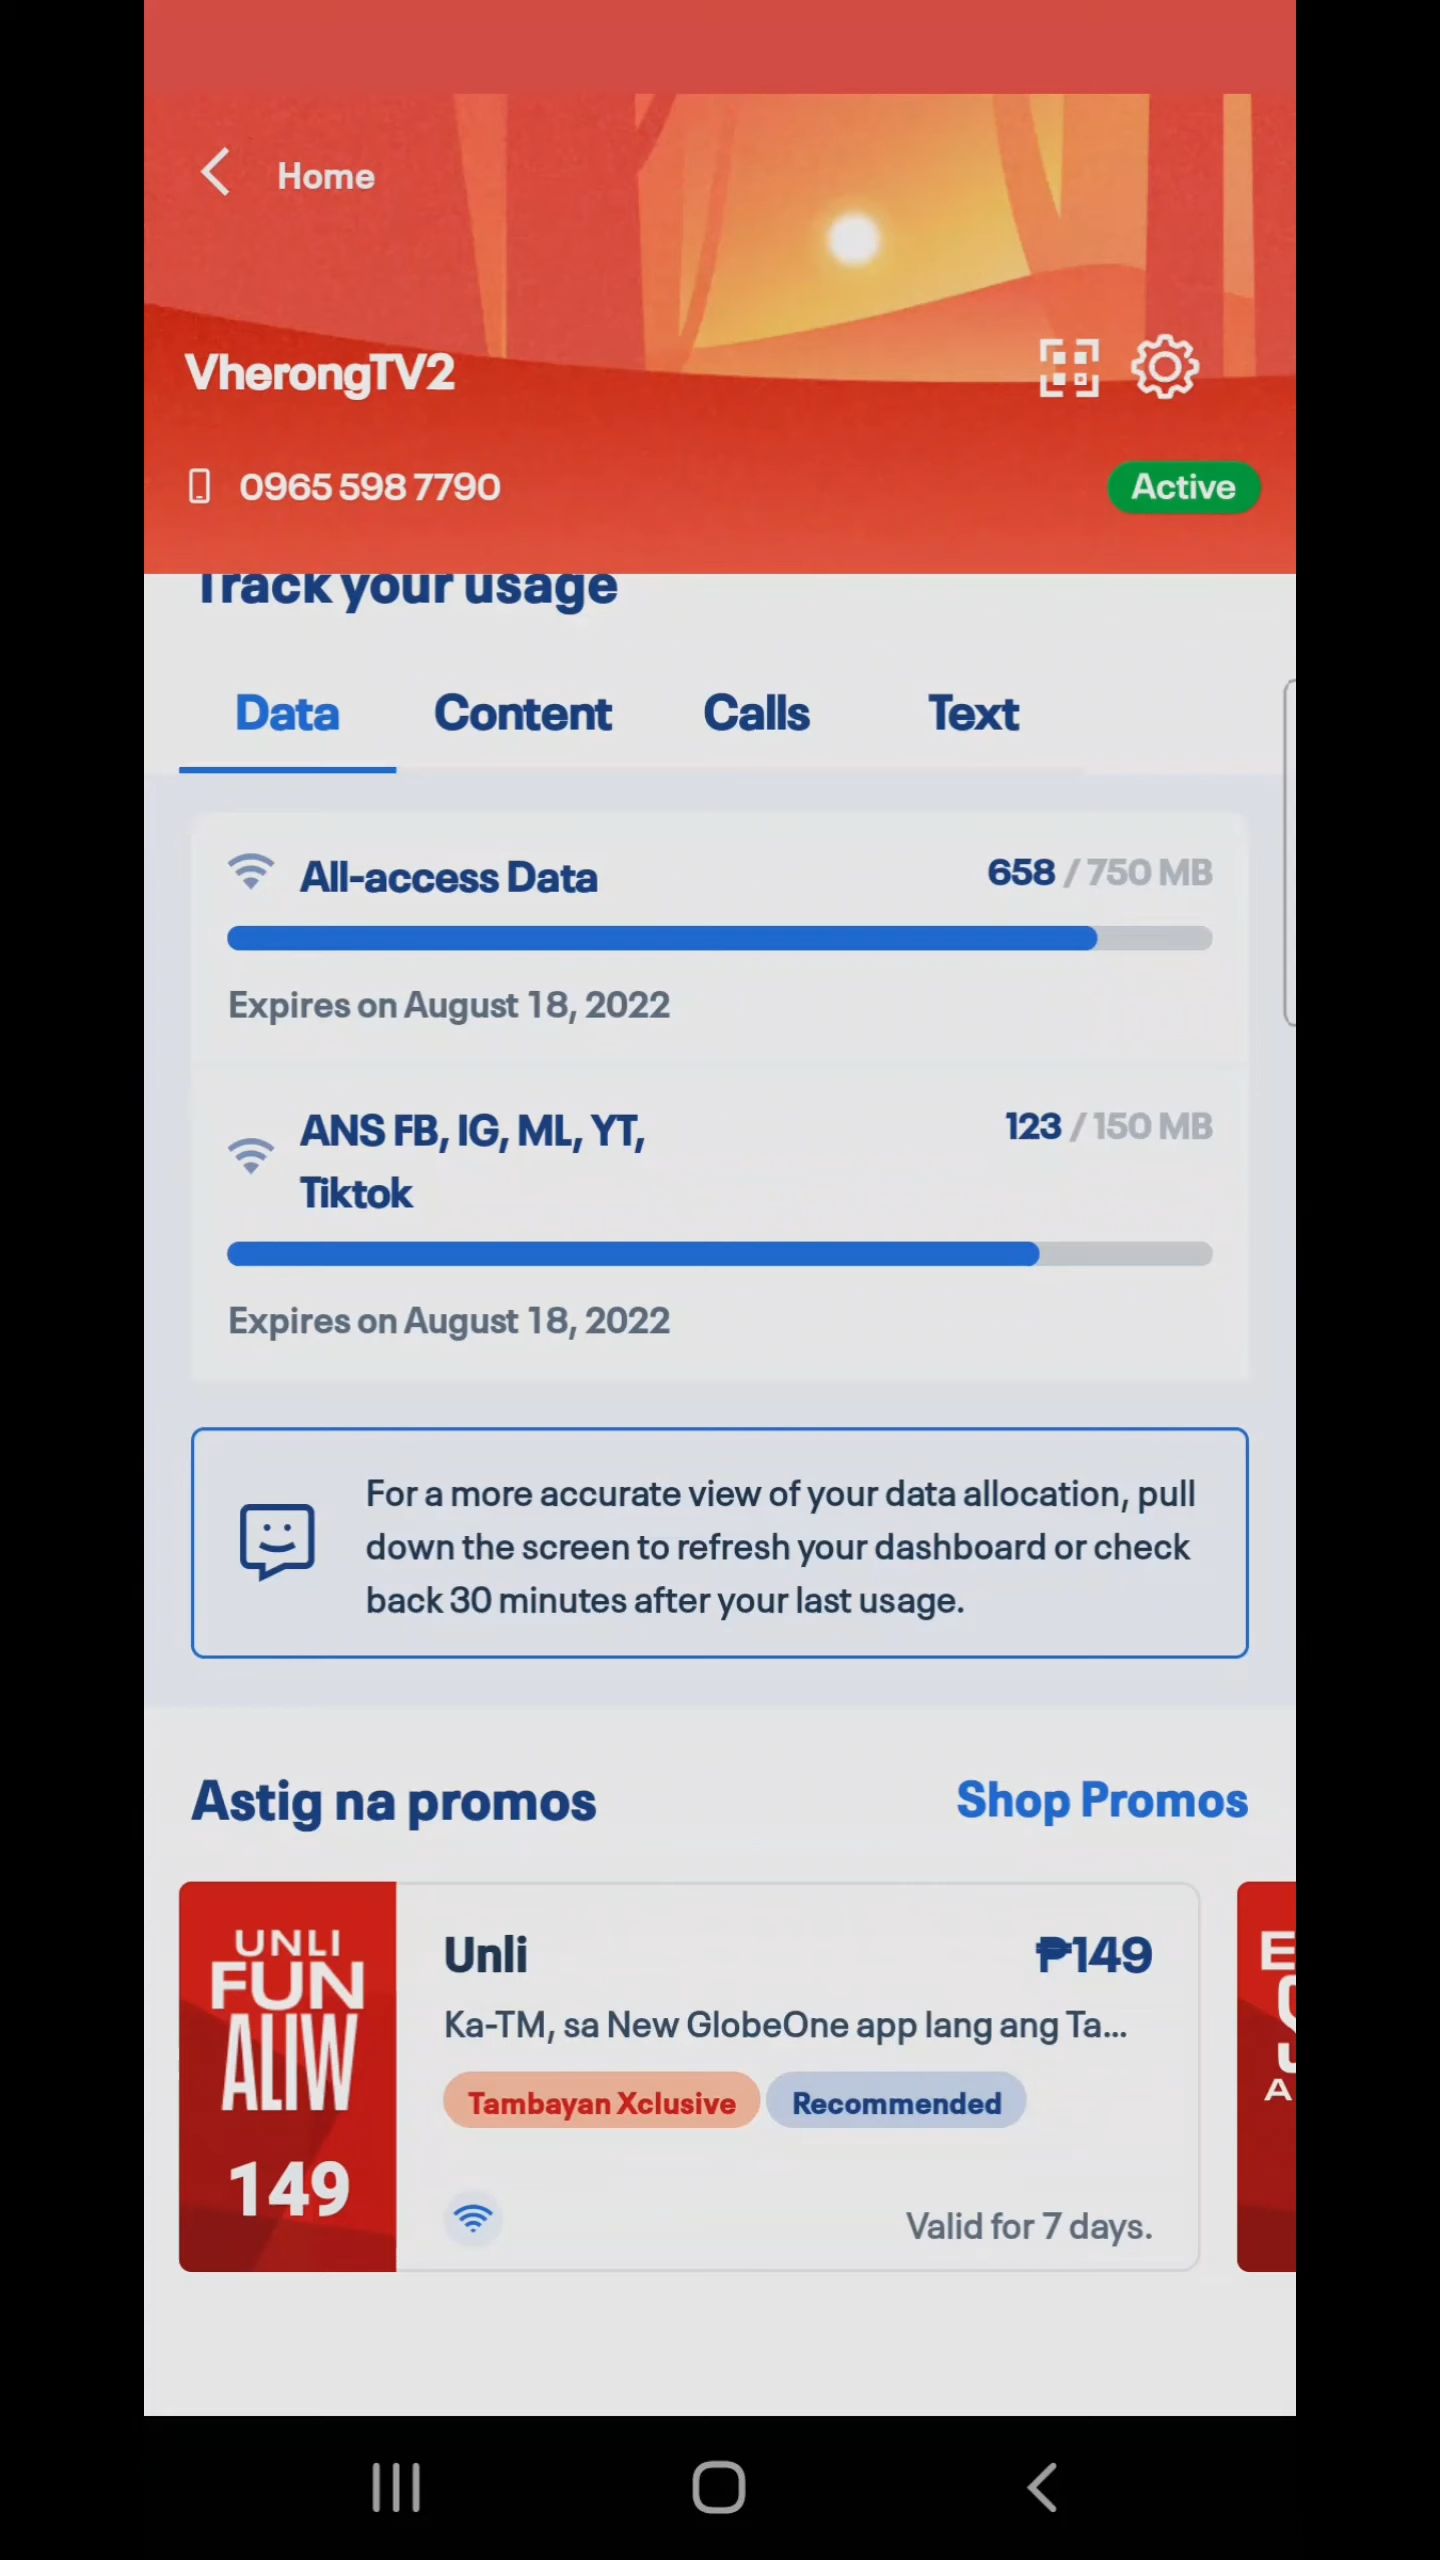 Home
VherongTV2
0965 598 7790
Active
Track your usage
Data
Content
Calls
Text
All-access Data
658 / 750 MB
Expires on August 18, 2022
ANS FB, IG, ML, YT,
Tiktok
123 / 150 MB
Expires on August 18, 2022
For a more accurate view of your data allocation, pull
down the screen to refresh your dashboard or check
back 30 minutes after your last usage.
Astig na promos
Shop Promos
UNLI
FUN
ALIW
149
Unli
₱149
Ka-TM, sa New GlobeOne app lang ang Ta...
Tambayan Xclusive
Recommended
Valid for 7 days.